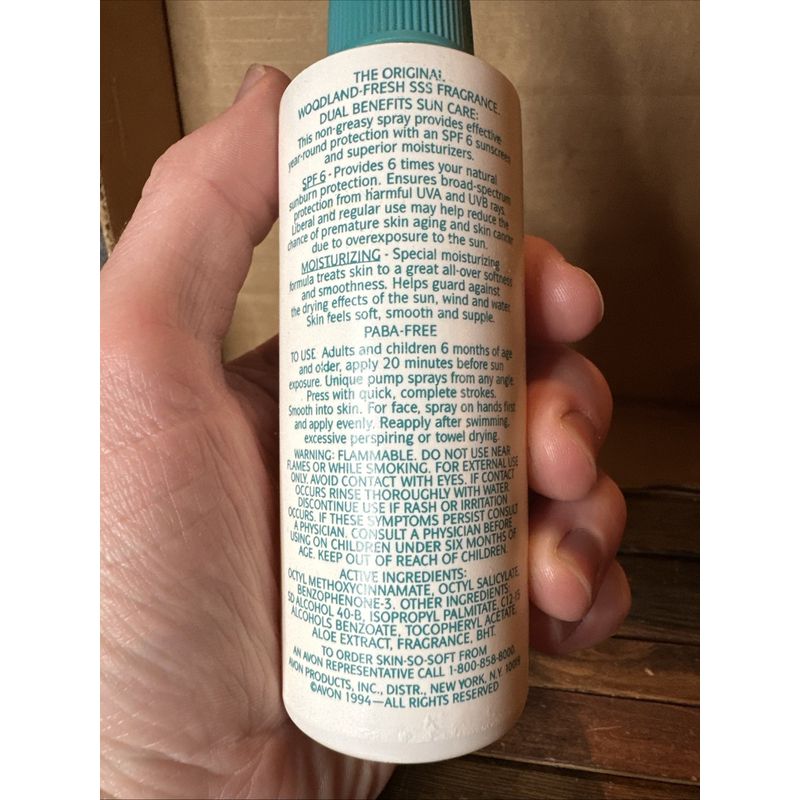 THE ORIGINAL
WOODLAND-FRESH SSS FRAGRANCE.
DUAL BENEFITS SUN CARE:
This non-greasy spray provides effective
year-round protection with an SPF 6 sunscreen
and superior moisturizers.
SPF 6 - Provides 6 times your natural
sunburn protection. Ensures broad-spectrum
protection from harmful UVA and UVB rays.
Liberal and regular use may help reduce the
chance of premature skin aging and skin cancer
due to overexposure to the sun.
MOISTURIZING - Special moisturizing
formula treats skin to a great all-over softness
and smoothness. Helps guard against
the drying effects of the sun, wind and water.
Skin feels soft, smooth and supple.
PABA-FREE
TO USE Adults and children 6 months of age
and older, apply 20 minutes before sun
exposure. Unique pump sprays from any angle.
Press with quick, complete strokes.
Smooth into skin. For face, spray on hands first
and apply evenly. Reapply after swimming,
excessive perspiring or towel drying.
WARNING: FLAMMABLE. DO NOT USE NEAR
FLAMES OR WHILE SMOKING. FOR EXTERNAL USE
ONLY. AVOID CONTACT WITH EYES. IF CONTACT
OCCURS RINSE THOROUGHLY WITH WATER.
DISCONTINUE USE IF RASH OR IRRITATION
OCCURS. IF THESE SYMPTOMS PERSIST CONSULT
A PHYSICIAN. CONSULT A PHYSICIAN BEFORE
USING ON CHILDREN UNDER SIX MONTHS OF
AGE. KEEP OUT OF REACH OF CHILDREN.
ACTIVE INGREDIENTS:
OCTYL METHOXYCINNAMATE, OCTYL SALICYLATE,
BENZOPHENONE-3. OTHER INGREDIENTS:
SD ALCOHOL 40-B, ISOPROPYL PALMITATE, C12-15
ALCOHOLS BENZOATE, TOCOPHERYL ACETATE,
ALOE EXTRACT, FRAGRANCE, BHT.
TO ORDER SKIN-SO-SOFT FROM
AN AVON REPRESENTATIVE CALL 1-800-858-8000.
AVON PRODUCTS, INC., DISTR., NEW YORK, N.Y. 10019
©AVON 1994—ALL RIGHTS RESERVED